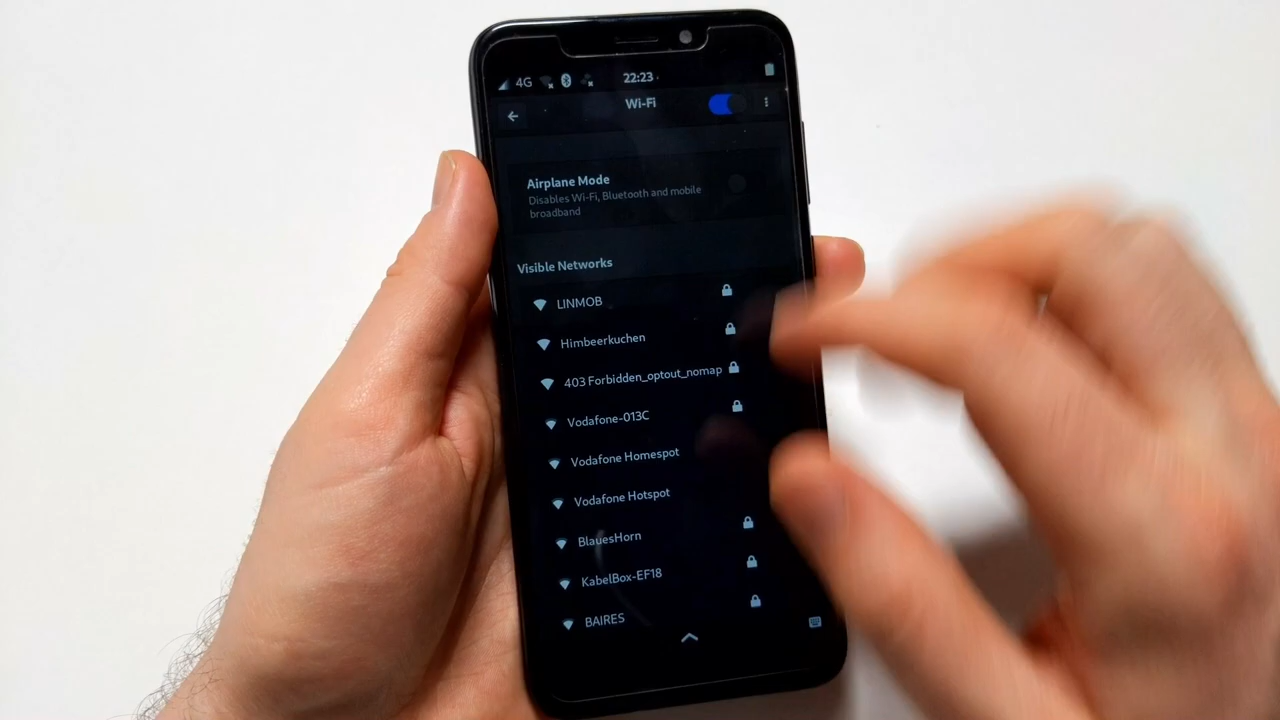 4G 22:23
Wi-Fi
Airplane Mode
Disables Wi-Fi, Bluetooth and mobile
broadband
Visible Networks
LINMOB
Himbeerkuchen
403 Forbidden_optout_nomap
Vodafone-013C
Vodafone Homespot
Vodafone Hotspot
BlauesHorn
KabelBox-EF18
BAIRES